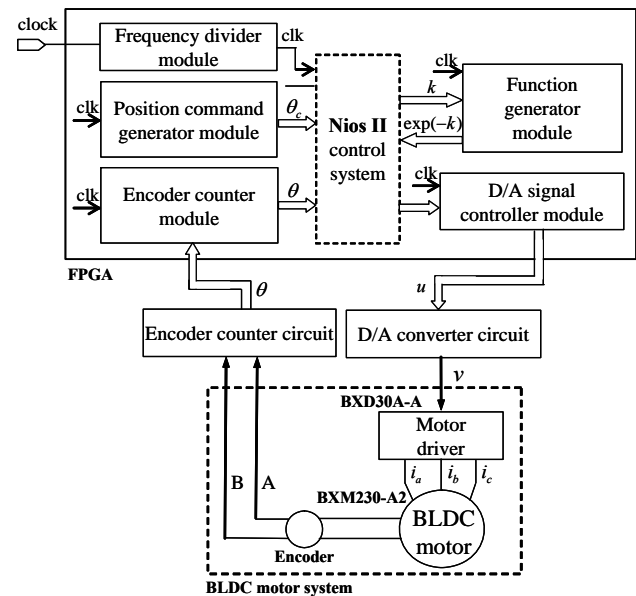 clock
Frequency divider
module
clk
clk
Position command
generator module
θc
clk
Encoder counter
module
θ
Nios II
control
system
k
exp(−k)
clk
Function
generator
module
clk
D/A signal
controller module
FPGA
θ
u
Encoder counter circuit
D/A converter circuit
v
BXD30A-A
Motor
driver
ia
ib
ic
B
A
BXM230-A2
BLDC
motor
Encoder
BLDC motor system